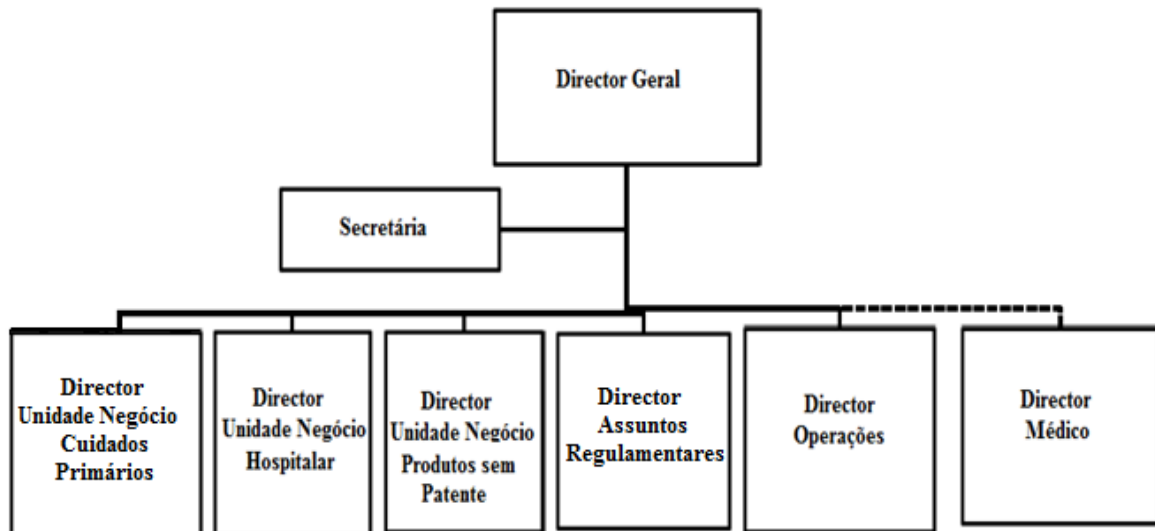 Director Geral
Secretária
Director
Unidade Negócio
Cuidados
Primários
Director
Unidade Negócio
Hospitalar
Director
Unidade Negócio
Produtos sem
Patente
Director
Assuntos
Regulamentares
Director
Operações
Director
Médico